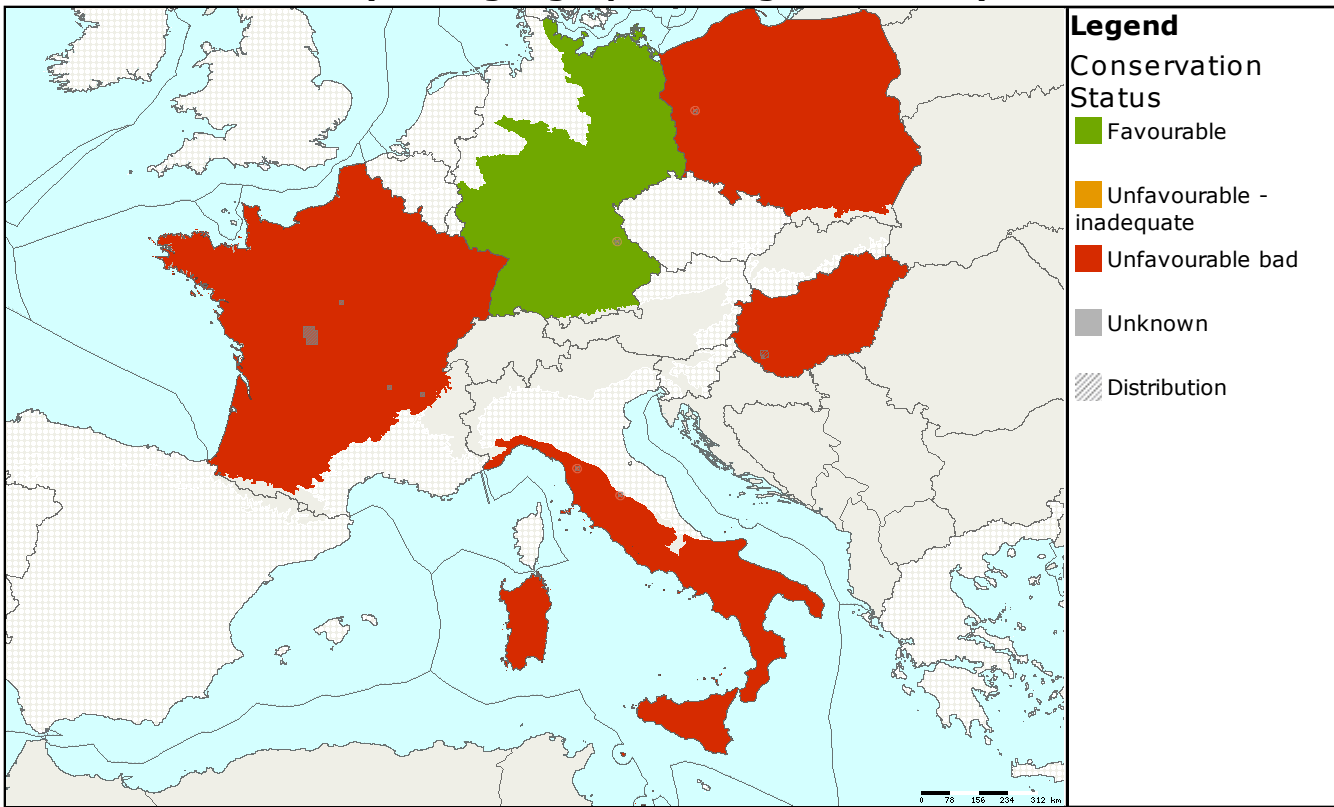 Legend
Conservation
Status
Favourable
Unfavourable -
inadequate
Unfavourable bad
Unknown
Distribution
0 78 156 234 312 km